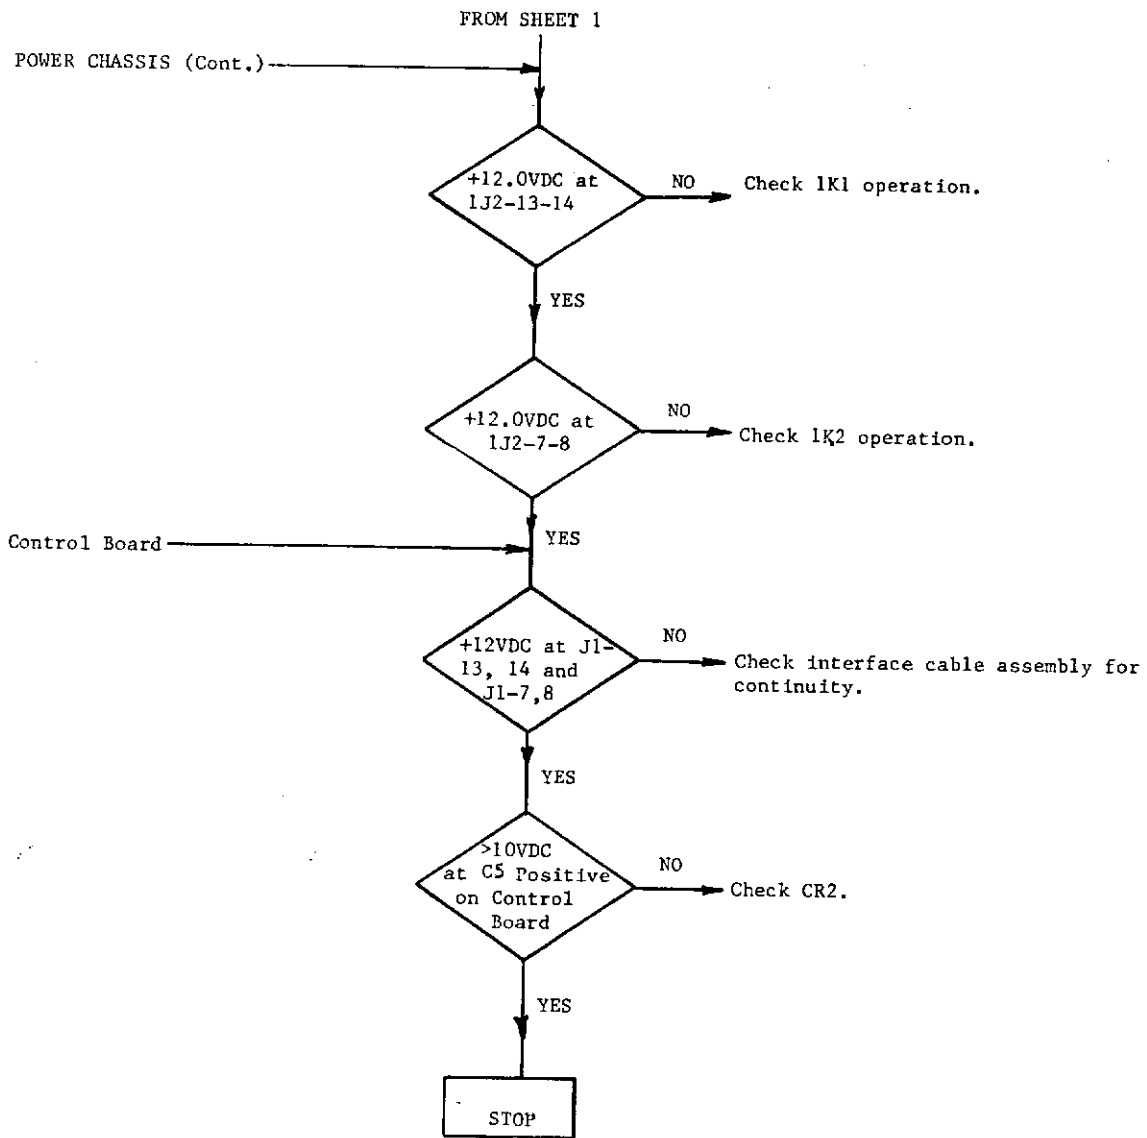 FROM SHEET 1
POWER CHASSIS (Cont.)
+12.0VDC at
1J2-13-14
NO
Check 1K1 operation.
YES
+12.0VDC at
1J2-7-8
NO
Check 1K2 operation.
YES
Control Board
+12VDC at J1-
13, 14 and
J1-7,8
NO
Check interface cable assembly for
continuity.
YES
>10VDC
at C5 Positive
on Control
Board
NO
Check CR2.
YES
STOP